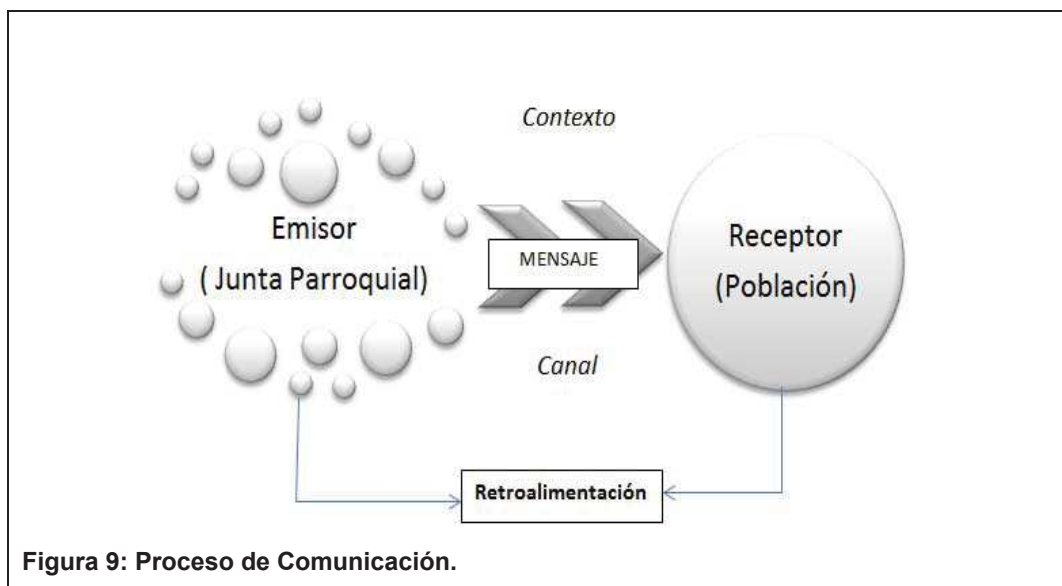 Contexto
Emisor
( Junta Parroquial)
MENSAJE
Receptor
(Población)
Canal
Retroalimentación
Figura 9: Proceso de Comunicación.